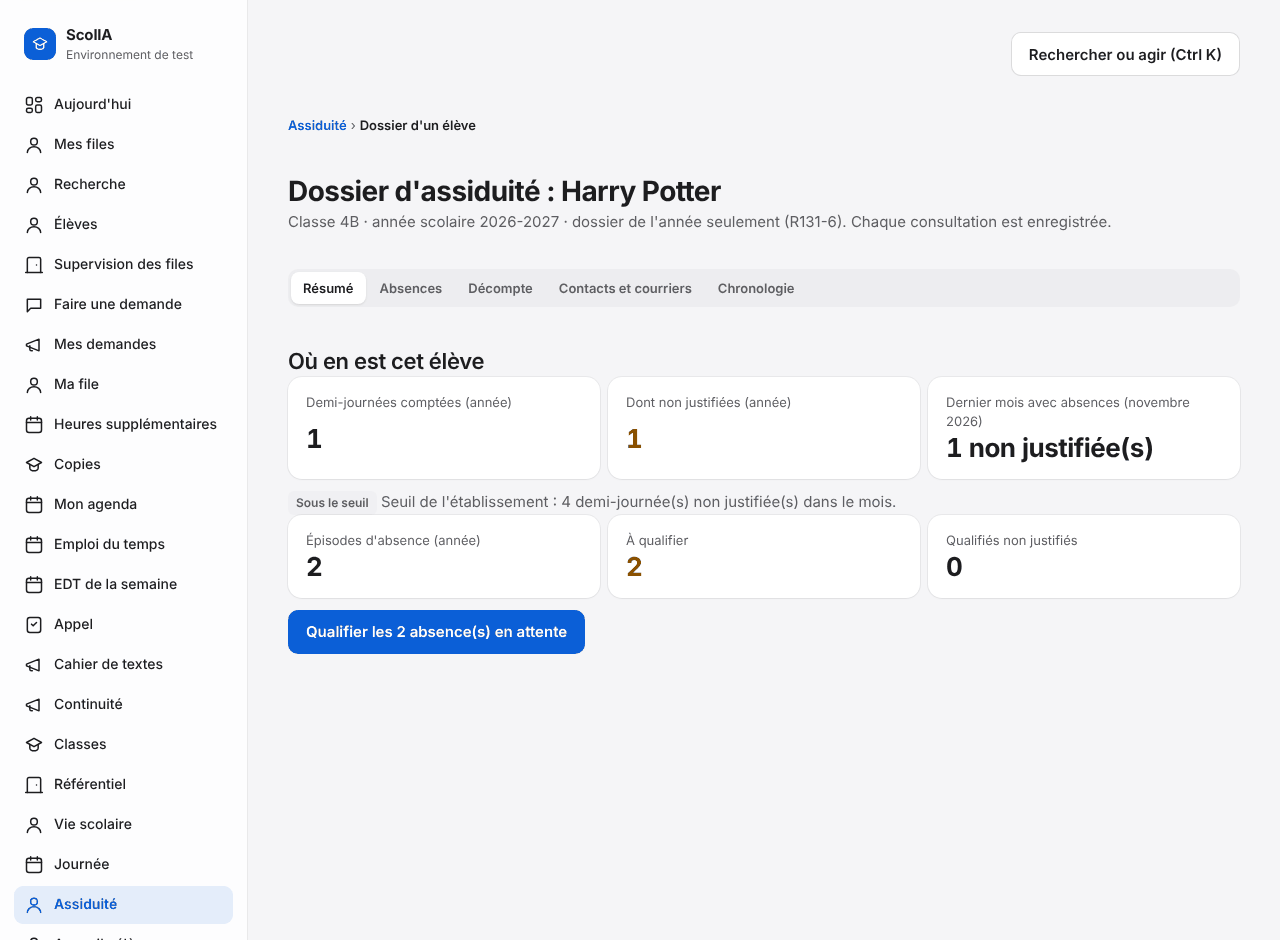 ScolIA
Environnement de test
Aujourd'hui
Mes files
Recherche
Élèves
Supervision des files
Faire une demande
Mes demandes
Ma file
Heures supplémentaires
Copies
Mon agenda
Emploi du temps
EDT de la semaine
Appel
Cahier de textes
Continuité
Classes
Référentiel
Vie scolaire
Journée
Assiduité
Rechercher ou agir (Ctrl K)
Assiduité › Dossier d'un élève
Dossier d'assiduité : Harry Potter
Classe 4B · année scolaire 2026-2027 · dossier de l'année seulement (R131-6). Chaque consultation est enregistrée.
Résumé Absences Décompte Contacts et courriers Chronologie
Où en est cet élève
Demi-journées comptées (année)
1
Dont non justifiées (année)
1
Dernier mois avec absences (novembre
2026)
1 non justifiée(s)
Sous le seuil Seuil de l'établissement : 4 demi-journée(s) non justifiée(s) dans le mois.
Épisodes d'absence (année)
2
À qualifier
2
Qualifiés non justifiés
0
Qualifier les 2 absence(s) en attente